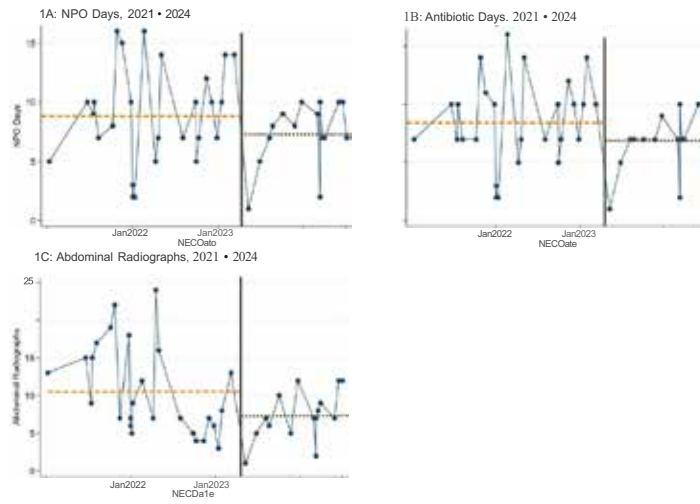 1A: NPO Days, 2021 • 2024
1B: Antibiotic Days. 2021 • 2024
NPO Days
15
10
5
0
Jan2022 Jan2023
NECOato
Jan2022 Jan2023
NECOate
1C: Abdominal Radiographs, 2021 • 2024
Abdominal Radiographs
25
15
10
5
0
Jan2022 Jan2023
NECDa1e